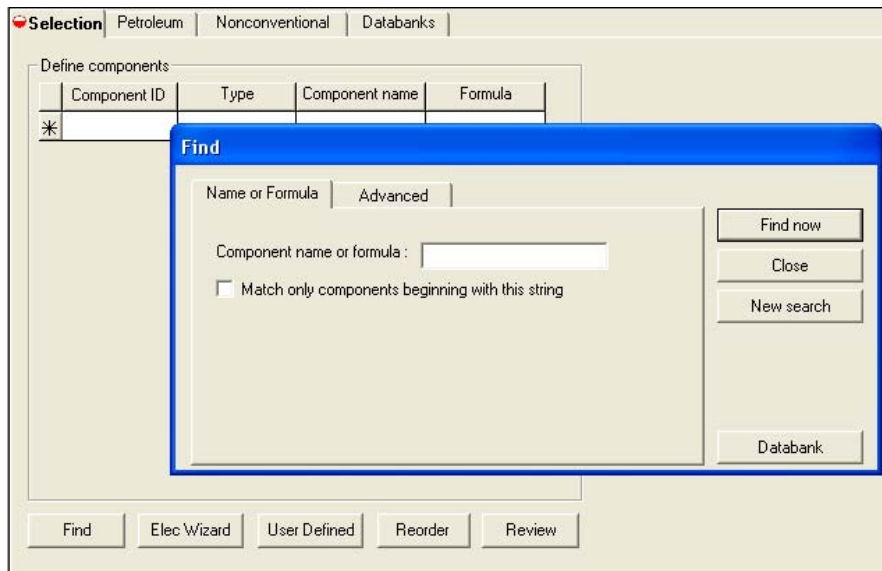 Selection Petroleum Nonconventional Databanks
Define components
Component ID Type Component name Formula
Find
Name or Formula Advanced
Find now
Component name or formula :
Close
Match only components beginning with this string
New search
Databank
Find Elec Wizard User Defined Reorder Review